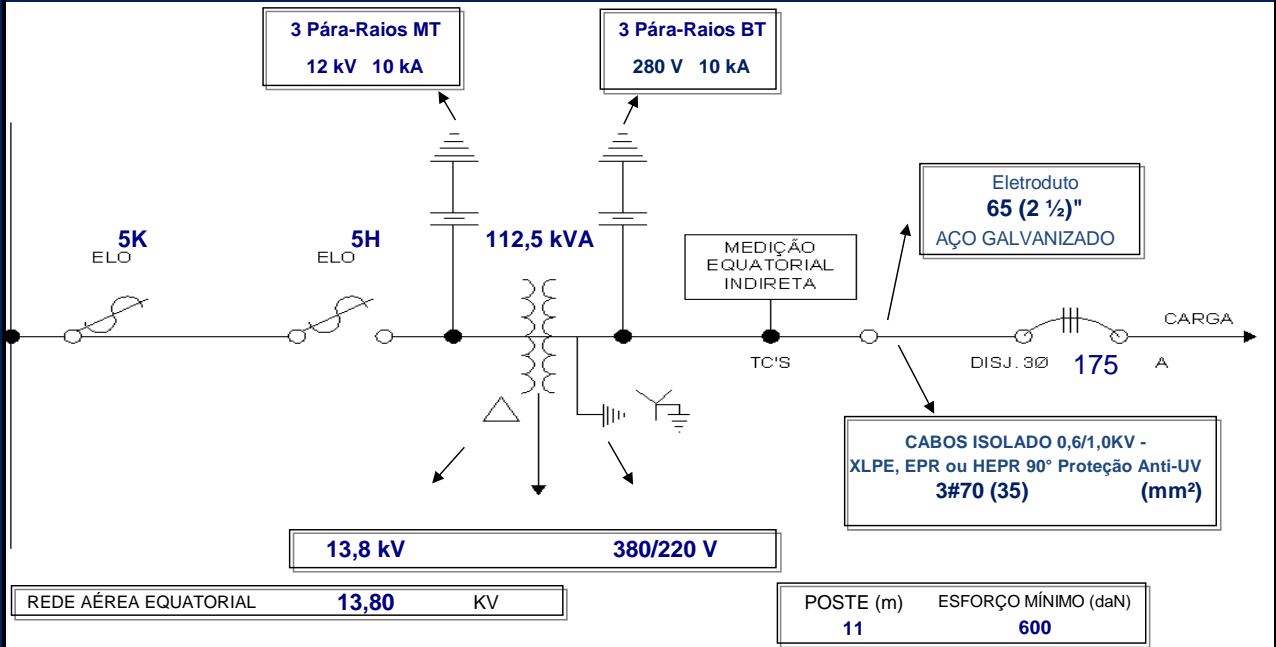 3 Pára-Raios MT
12 kV 10 kA
3 Pára-Raios BT
280 V 10 kA
Eletroduto
65 (2 ½)"
AÇO GALVANIZADO
5K
ELO
5H
ELO
112,5 kVA
MEDIÇÃO
EQUATORIAL
INDIRETA
TC'S
DISJ. 3Ø 175 A
CARGA
CABOS ISOLADO 0,6/1,0KV -
XLPE, EPR ou HEPR 90° Proteção Anti-UV
3#70 (35) (mm²)
13,8 kV 380/220 V
REDE AÉREA EQUATORIAL 13,80 KV
POSTE (m) ESFORÇO MÍNIMO (daN)
11 600